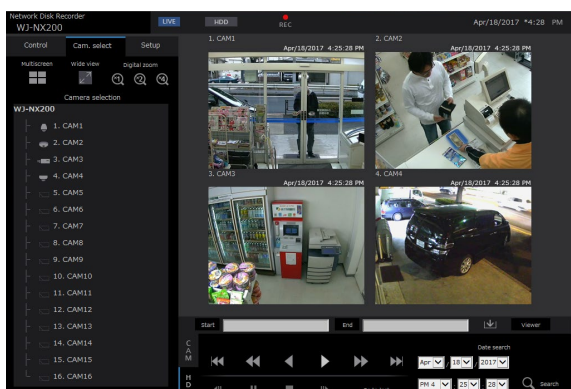 Network Disk Recorder
WJ-NX200
LIVE
HDD
REC
Apr/18/2017 *4:28 PM
Control
Cam. select
Setup
Multiscreen
Wide view
Digital zoom
Camera selection
WJ-NX200
1. CAM1
2. CAM2
3. CAM3
4. CAM4
5. CAM5
6. CAM6
7. CAM7
8. CAM8
9. CAM9
10. CAM10
11. CAM11
12. CAM12
13. CAM13
14. CAM14
15. CAM15
16. CAM16
1. CAM1
Apr/18/2017 4:25:28 PM
2. CAM2
Apr/18/2017 4:25:28 PM
3. CAM3
Apr/18/2017 4:25:28 PM
4. CAM4
Apr/18/2017 4:25:28 PM
Start
End
Viewer
CAM
HD
Date search
Apr / 18 / 2017
PM 4 : 25 : 28
Search